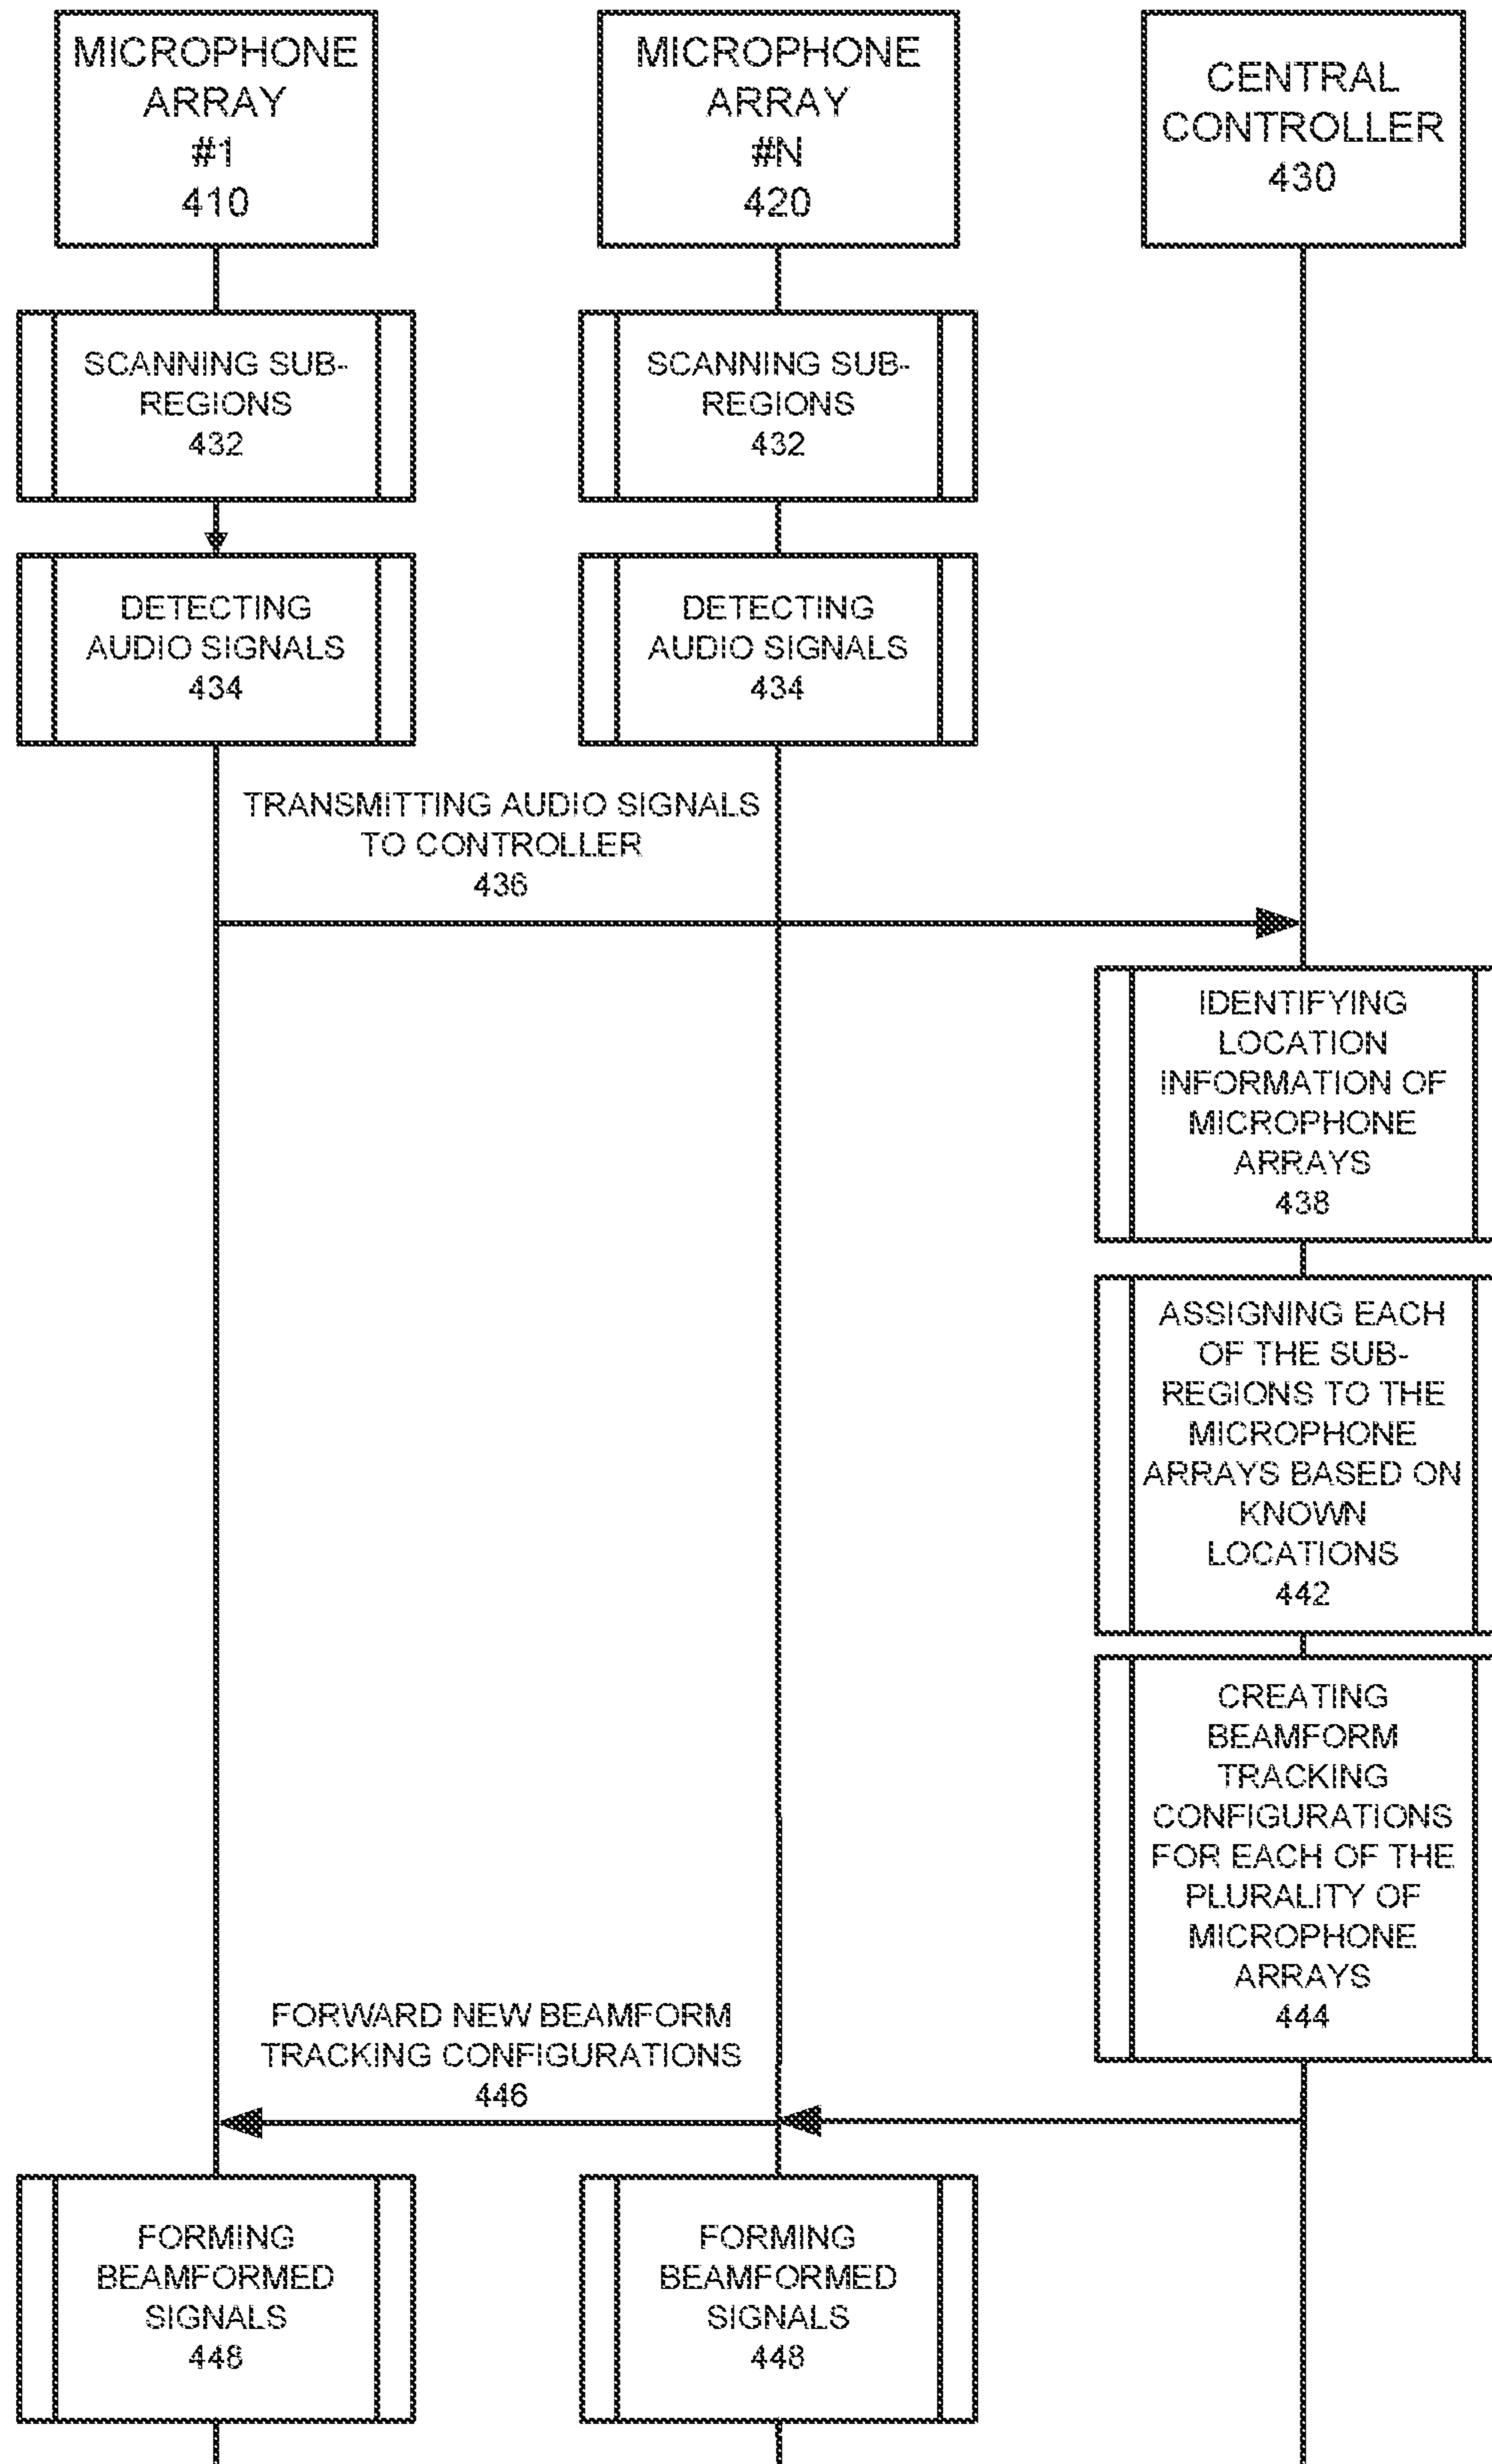 MICROPHONE
ARRAY
#1
410
MICROPHONE
ARRAY
#N
420
CENTRAL
CONTROLLER
430
SCANNING SUB-
REGIONS
432
SCANNING SUB-
REGIONS
432
DETECTING
AUDIO SIGNALS
434
DETECTING
AUDIO SIGNALS
434
TRANSMITTING AUDIO SIGNALS
TO CONTROLLER
436
IDENTIFYING
LOCATION
INFORMATION OF
MICROPHONE
ARRAYS
438
ASSIGNING EACH
OF THE SUB-
REGIONS TO THE
MICROPHONE
ARRAYS BASED ON
KNOWN
LOCATIONS
442
CREATING
BEAMFORM
TRACKING
CONFIGURATIONS
FOR EACH OF THE
PLURALITY OF
MICROPHONE
ARRAYS
444
FORWARD NEW BEAMFORM
TRACKING CONFIGURATIONS
446
FORMING
BEAMFORMED
SIGNALS
448
FORMING
BEAMFORMED
SIGNALS
448